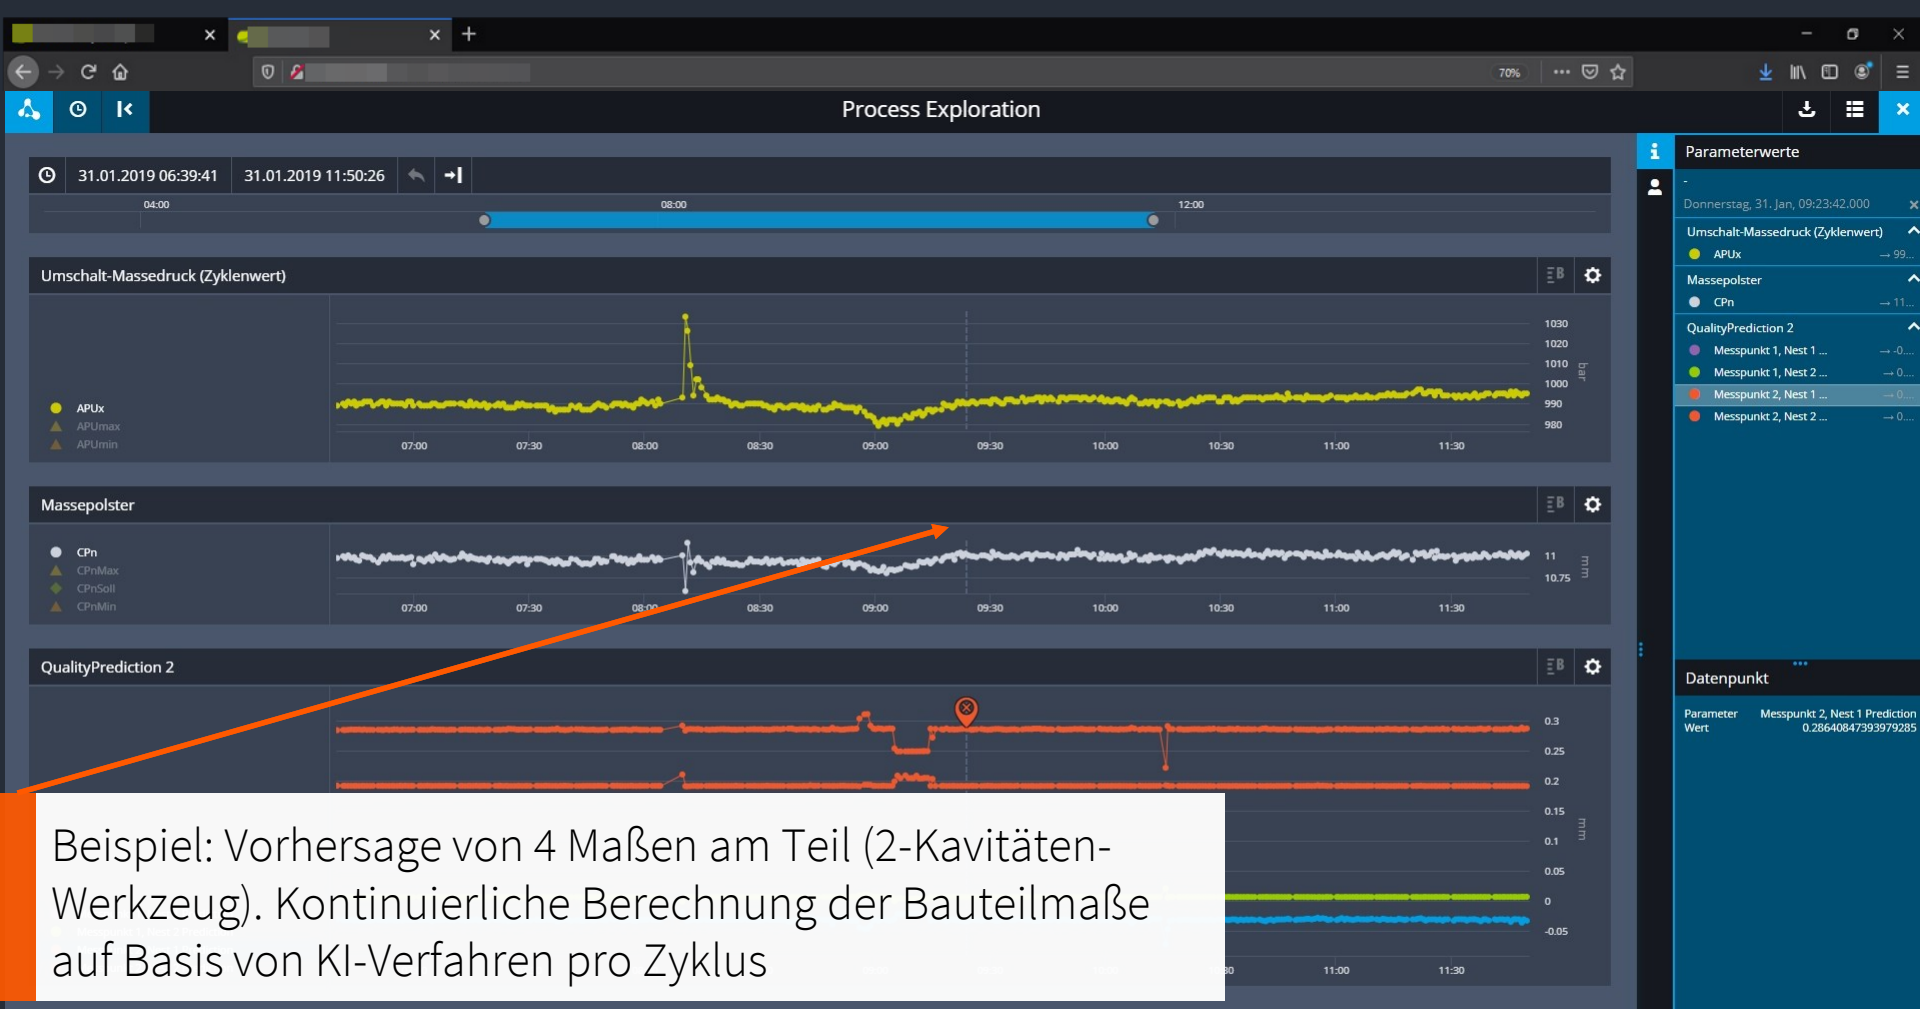 70%
Process Exploration
31.01.2019 06:39:41 31.01.2019 11:50:26
04:00 08:00 12:00
Umschalt-Massedruck (Zyklenwert)
APUx
APUmax
APUmin
1030
1020
1010
1000
990
980
bar
07:00 07:30 08:00 08:30 09:00 09:30 10:00 10:30 11:00 11:30
Massepolster
CPn
CPnMax
CPnSoll
CPnMin
11
10.75
mm
07:00 07:30 08:00 08:30 09:00 09:30 10:00 10:30 11:00 11:30
QualityPrediction 2
0.3
0.25
0.2
0.15
0.1
0.05
0
-0.05
mm
11:00 11:30
Beispiel: Vorhersage von 4 Maßen am Teil (2-Kavitäten-
Werkzeug). Kontinuierliche Berechnung der Bauteilmaße
auf Basis von KI-Verfahren pro Zyklus
Parameterwerte
-
Donnerstag, 31. Jan, 09:23:42.000
Umschalt-Massedruck (Zyklenwert)
APUx → 99...
Massepolster
CPn → 11...
QualityPrediction 2
Messpunkt 1, Nest 1 ... → -0....
Messpunkt 1, Nest 2 ... → 0....
Messpunkt 2, Nest 1 ... → 0....
Messpunkt 2, Nest 2 ... → 0....
Datenpunkt
Parameter Messpunkt 2, Nest 1 Prediction
Wert 0.28640847393979285